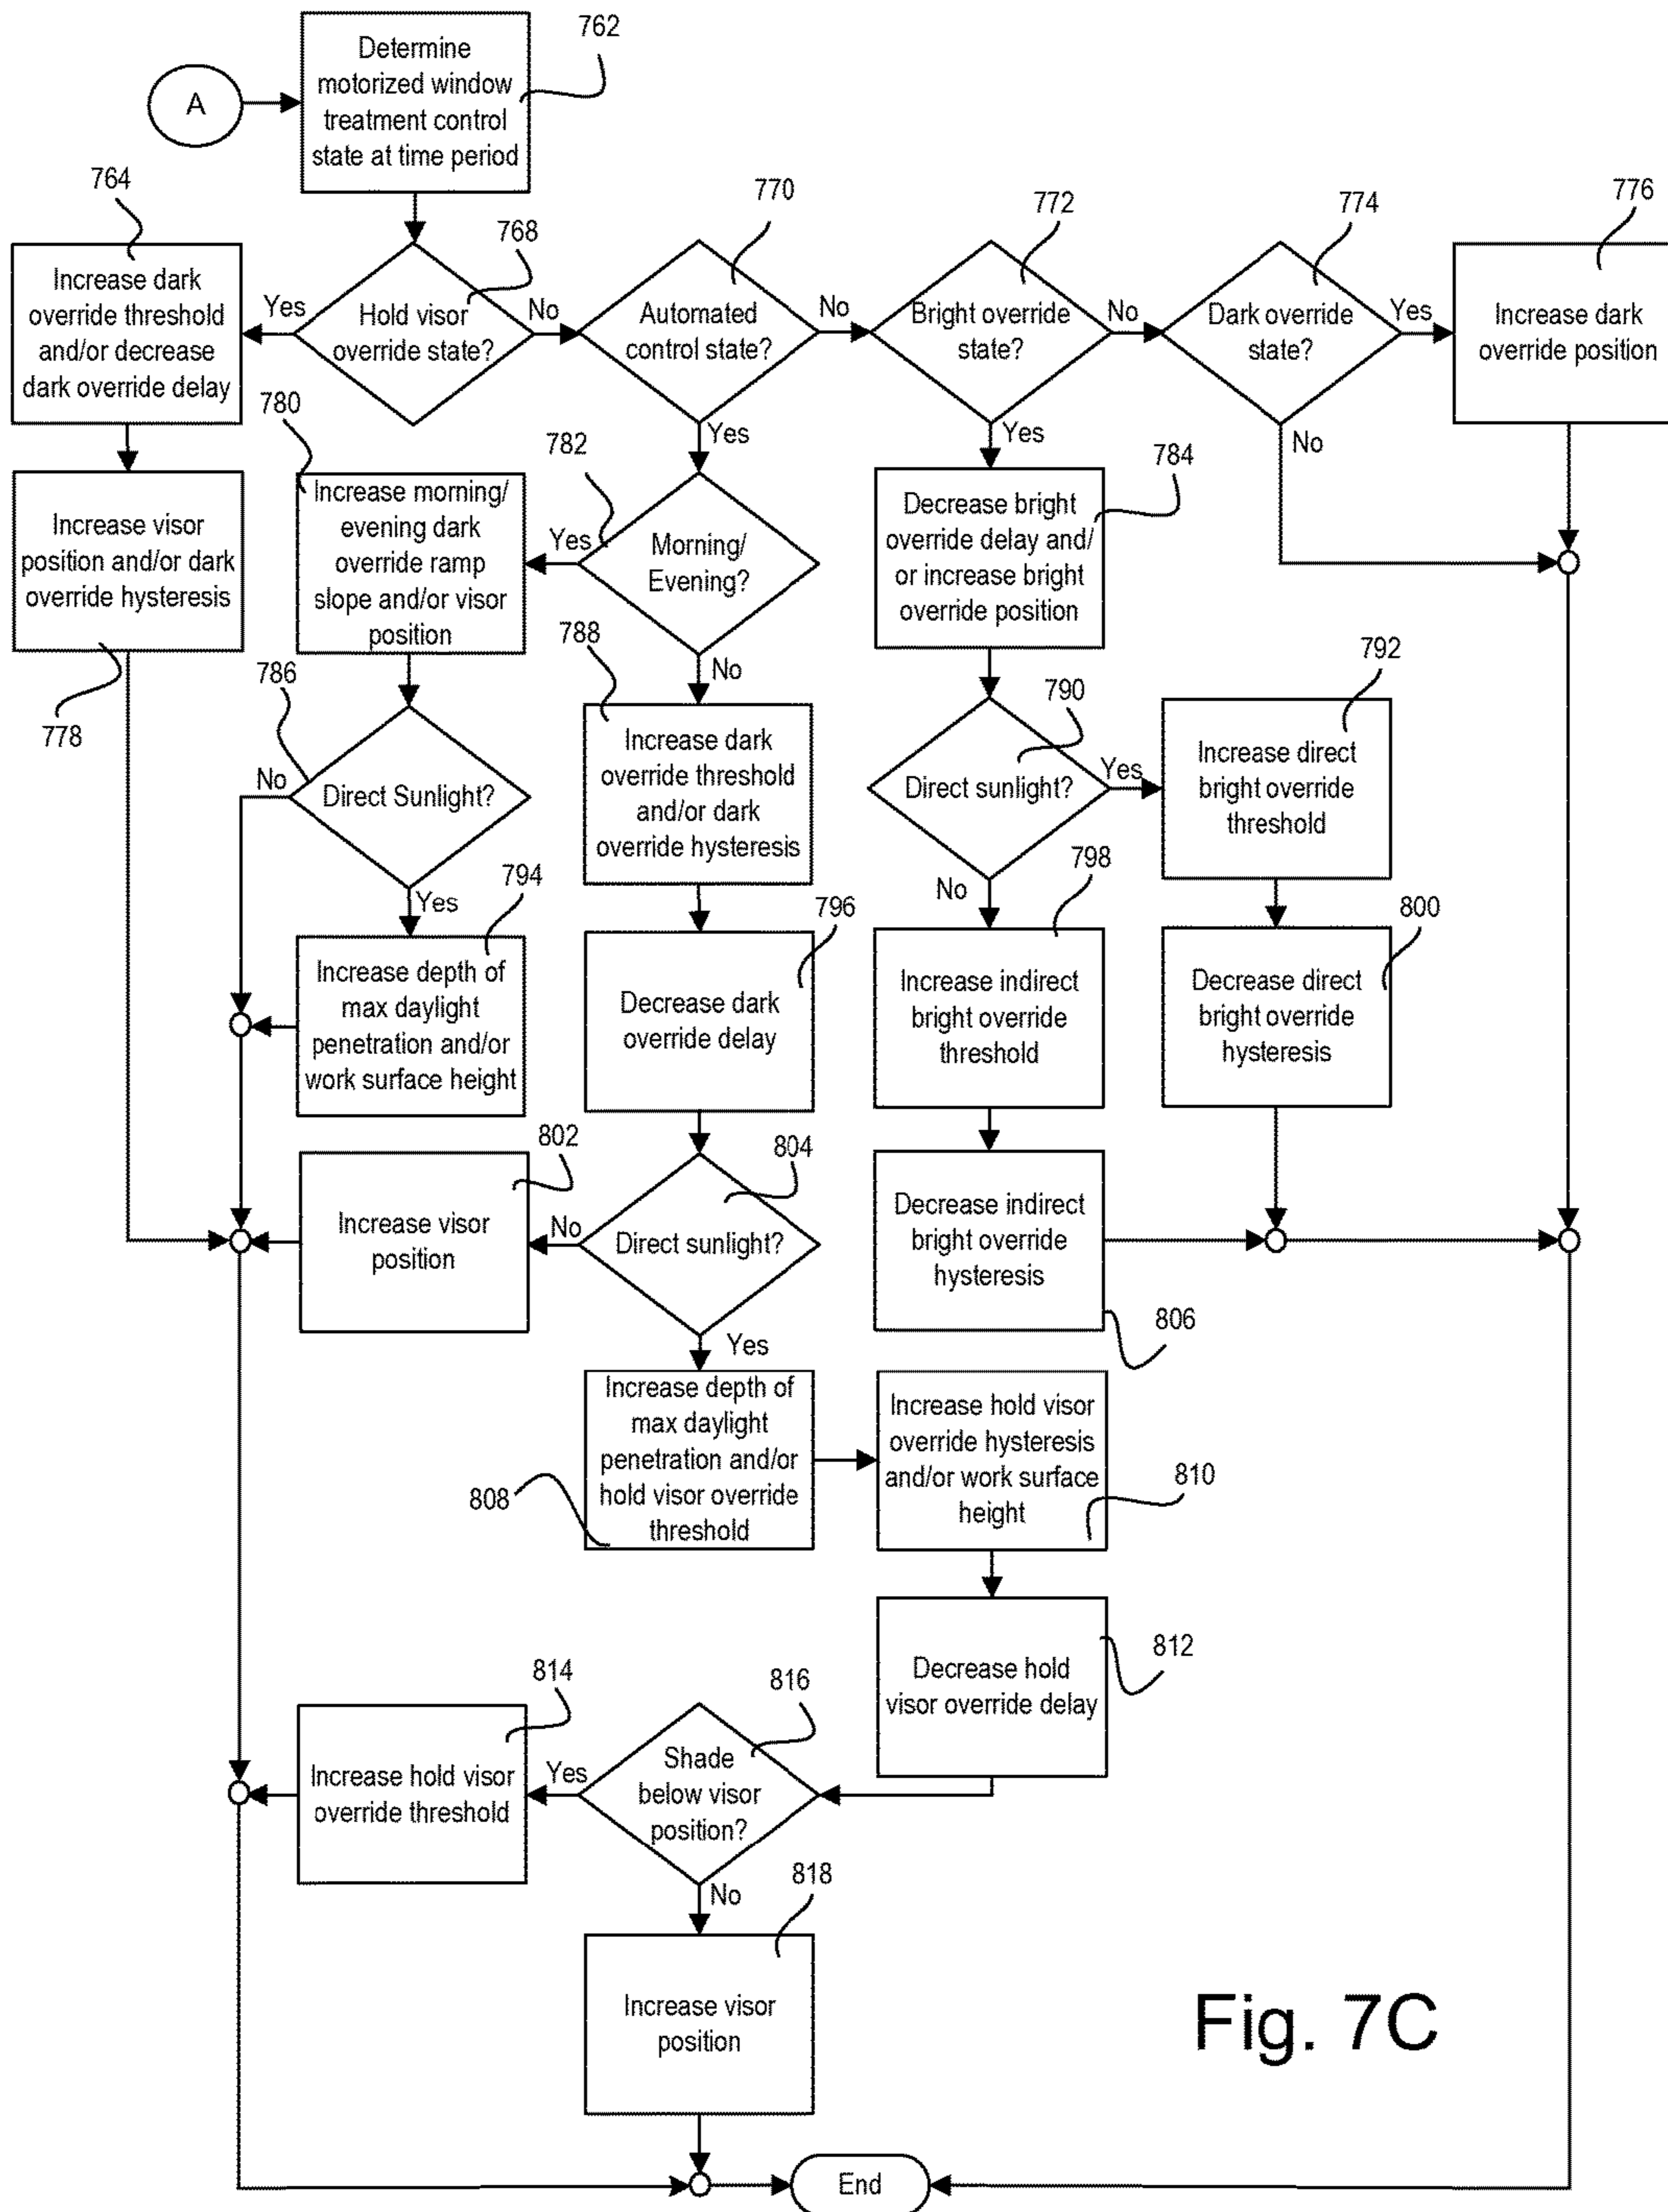 762
Determine
motorized window
treatment control
state at time period
A
764
Increase dark
override threshold
and/or decrease
dark override delay
Yes
768
Hold visor
override state?
No
770
Automated
control state?
No
772
Bright override
state?
No
774
Dark override
state?
Yes
776
Increase dark
override position
No
780
Increase morning/
evening dark
override ramp
slope and/or visor
position
782
Yes
Yes
Morning/
Evening?
No
Yes
784
Decrease bright
override delay and/
or increase bright
override position
Increase visor
position and/or dark
override hysteresis
778
786
No
Direct Sunlight?
Yes
788
Increase dark
override threshold
and/or dark
override hysteresis
790
Direct sunlight?
Yes
No
792
Increase direct
bright override
threshold
794
Increase depth of
max daylight
penetration and/or
work surface height
796
Decrease dark
override delay
798
Increase indirect
bright override
threshold
800
Decrease direct
bright override
hysteresis
802
Increase visor
position
No
804
Direct sunlight?
Yes
Decrease indirect
bright override
hysteresis
806
Increase depth of
max daylight
penetration and/or
hold visor override
threshold
808
Increase hold visor
override hysteresis
and/or work surface
height
810
Decrease hold
visor override delay
812
814
Increase hold visor
override threshold
Yes
816
Shade
below visor
position?
No
818
Increase visor
position
Fig. 7C
End